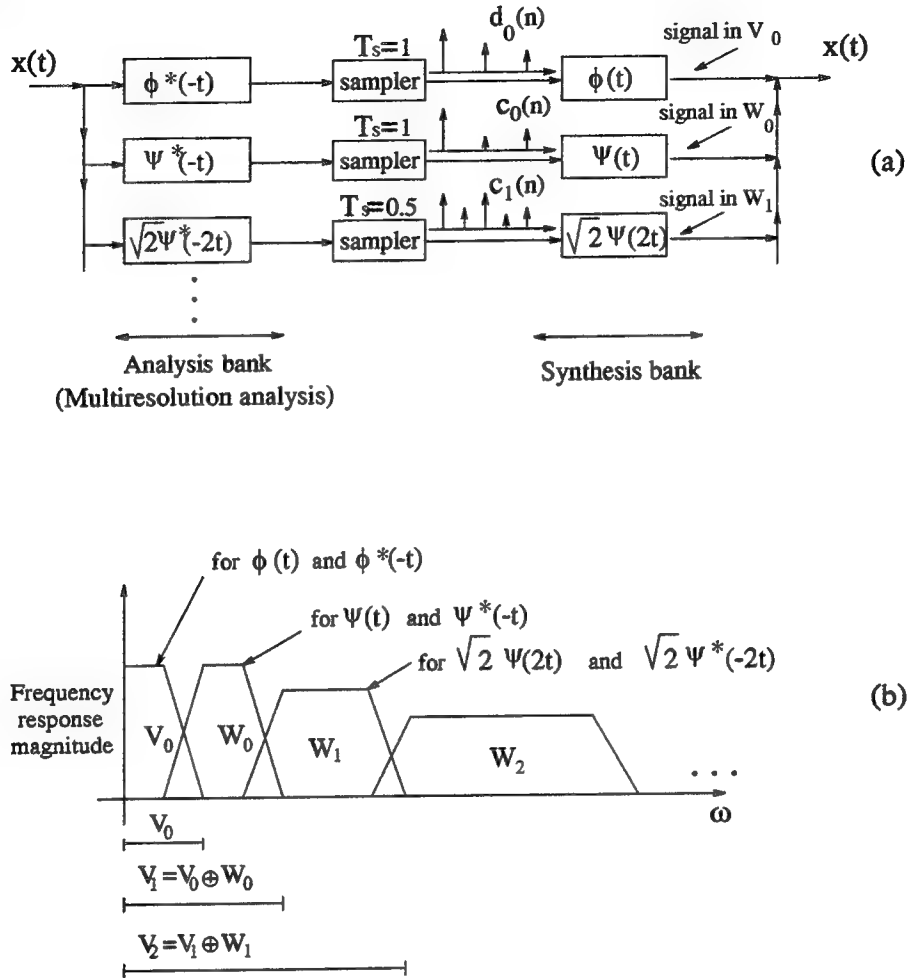 d₀(n)
signal in V₀
Tₛ=1
x(t)
x(t)
ϕ*(-t)
sampler
ϕ(t)
c₀(n)
signal in W₀
Tₛ=1
Ψ*(-t)
sampler
Ψ(t)
(a)
c₁(n)
signal in W₁
Tₛ=0.5
√2Ψ*(-2t)
sampler
√2 Ψ(2t)
Analysis bank
(Multiresolution analysis)
Synthesis bank
for ϕ(t) and ϕ*(-t)
for Ψ(t) and Ψ*(-t)
for √2 Ψ(2t) and √2 Ψ*(-2t)
Frequency
response
magnitude
(b)
V₀
W₀
W₁
W₂
ω
V₀
V₁=V₀⊕W₀
V₂=V₁⊕W₁